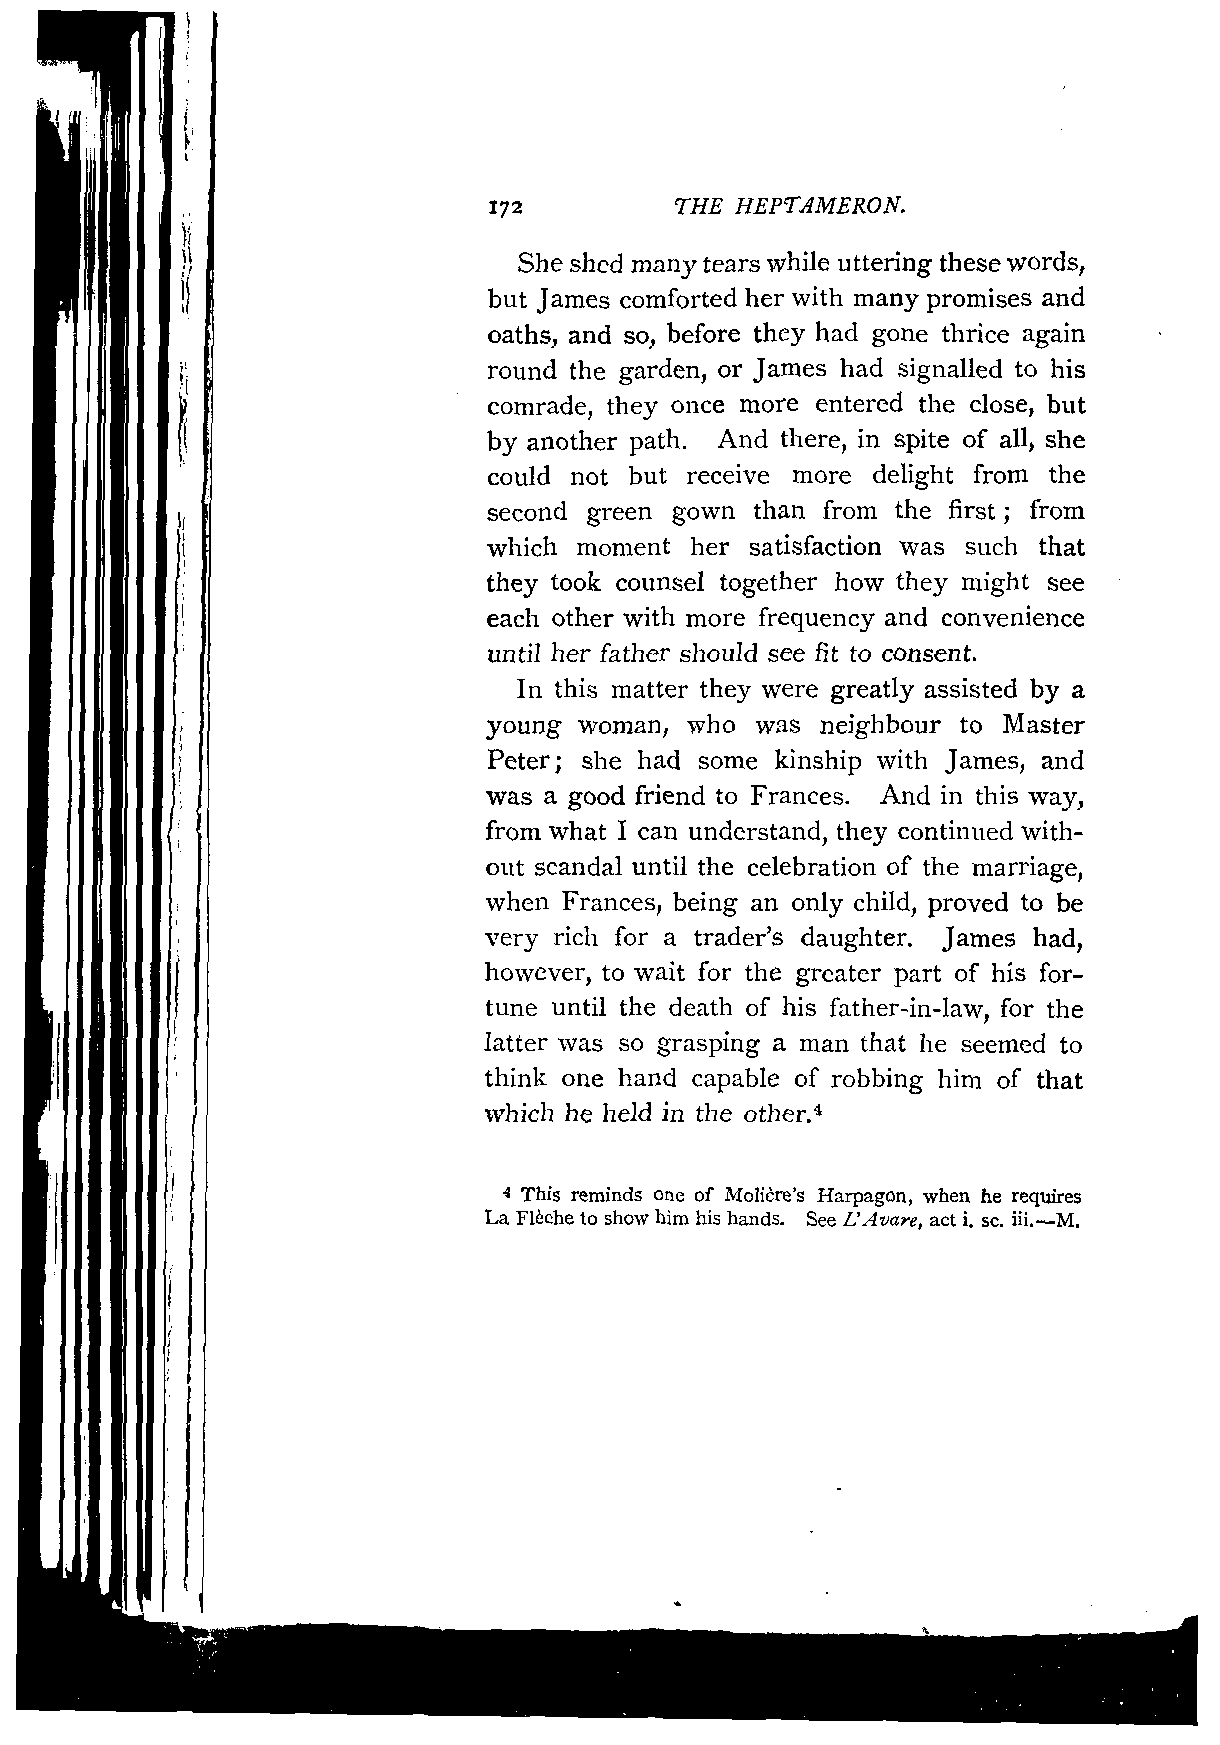 172 THE HEPTAMERON.
She shed many tears while uttering these words,
but James comforted her with many promises and
oaths, and so, before they had gone thrice again
round the garden, or James had signalled to his
comrade, they once more entered the close, but
by another path. And there, in spite of all, she
could not but receive more delight from the
second green gown than from the first ; from
which moment her satisfaction was such that
they took counsel together how they might see
each other with more frequency and convenience
until her father should see fit to consent.
In this matter they were greatly assisted by a
young woman, who was neighbour to Master
Peter; she had some kinship with James, and
was a good friend to Frances. And in this way,
from what I can understand, they continued with-
out scandal until the celebration of the marriage,
when Frances, being an only child, proved to be
very rich for a trader's daughter. James had,
however, to wait for the greater part of his for-
tune until the death of his father-in-law, for the
latter was so grasping a man that he seemed to
think one hand capable of robbing him of that
which he held in the other.⁴
⁴ This reminds one of Molière's Harpagon, when he requires
La Flèche to show him his hands. See L'Avare, act i. sc. iii.—M.